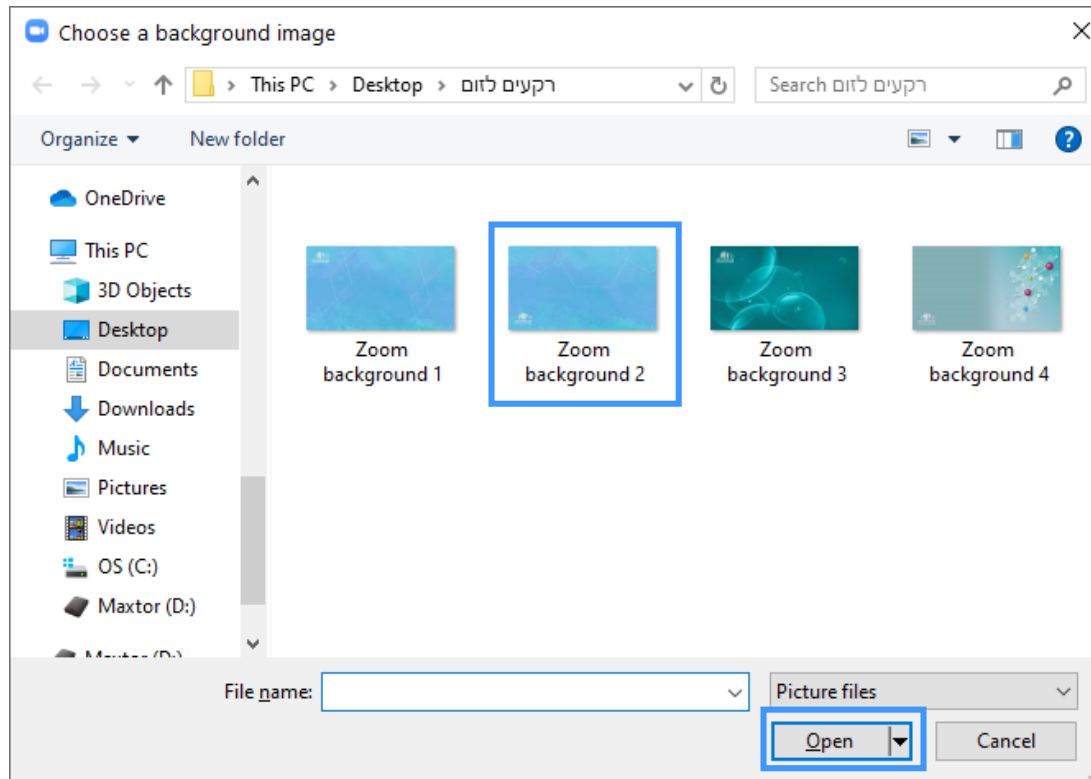 Choose a background image
This PC > Desktop > רקעים לזום
Search רקעים לזום
Organize
New folder
OneDrive
This PC
3D Objects
Desktop
Documents
Downloads
Music
Pictures
Videos
OS (C:)
Maxtor (D:)
Maxtor (D:)
Zoom
background 1
Zoom
background 2
Zoom
background 3
Zoom
background 4
File name:
Picture files
Open
Cancel